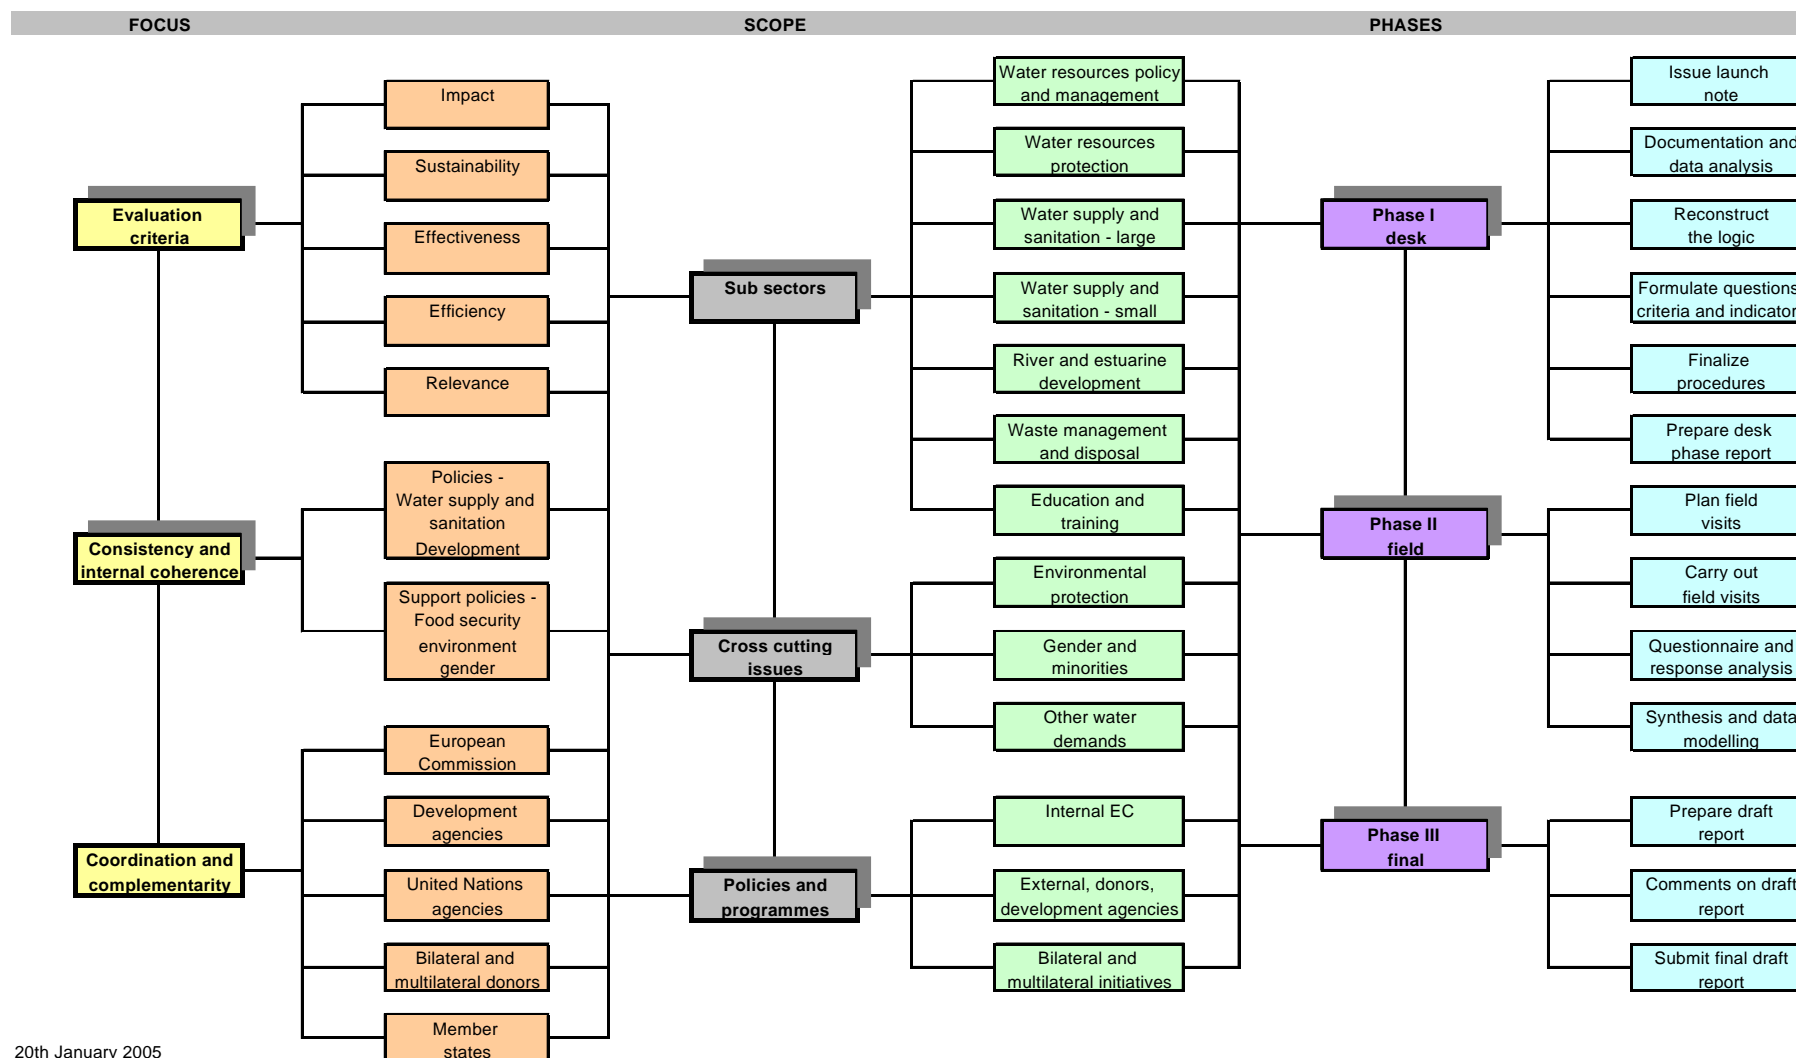 FOCUS
SCOPE
PHASES
Evaluation
criteria
Consistency and
internal coherence
Coordination and
complementarity
Impact
Sustainability
Effectiveness
Efficiency
Relevance
Policies -
Water supply and
sanitation
Development
Support policies -
Food security
environment
gender
European
Commission
Development
agencies
United Nations
agencies
Bilateral and
multilateral donors
Member
states
Sub sectors
Cross cutting
issues
Policies and
programmes
Water resources policy
and management
Water resources
protection
Water supply and
sanitation - large
Water supply and
sanitation - small
River and estuarine
development
Waste management
and disposal
Education and
training
Environmental
protection
Gender and
minorities
Other water
demands
Internal EC
External, donors,
development agencies
Bilateral and
multilateral initiatives
Phase I
desk
Phase II
field
Phase III
final
Issue launch
note
Documentation and
data analysis
Reconstruct
the logic
Formulate questions
criteria and indicator
Finalize
procedures
Prepare desk
phase report
Plan field
visits
Carry out
field visits
Questionnaire and
response analysis
Synthesis and data
modelling
Prepare draft
report
Comments on draft
report
Submit final draft
report
20th January 2005